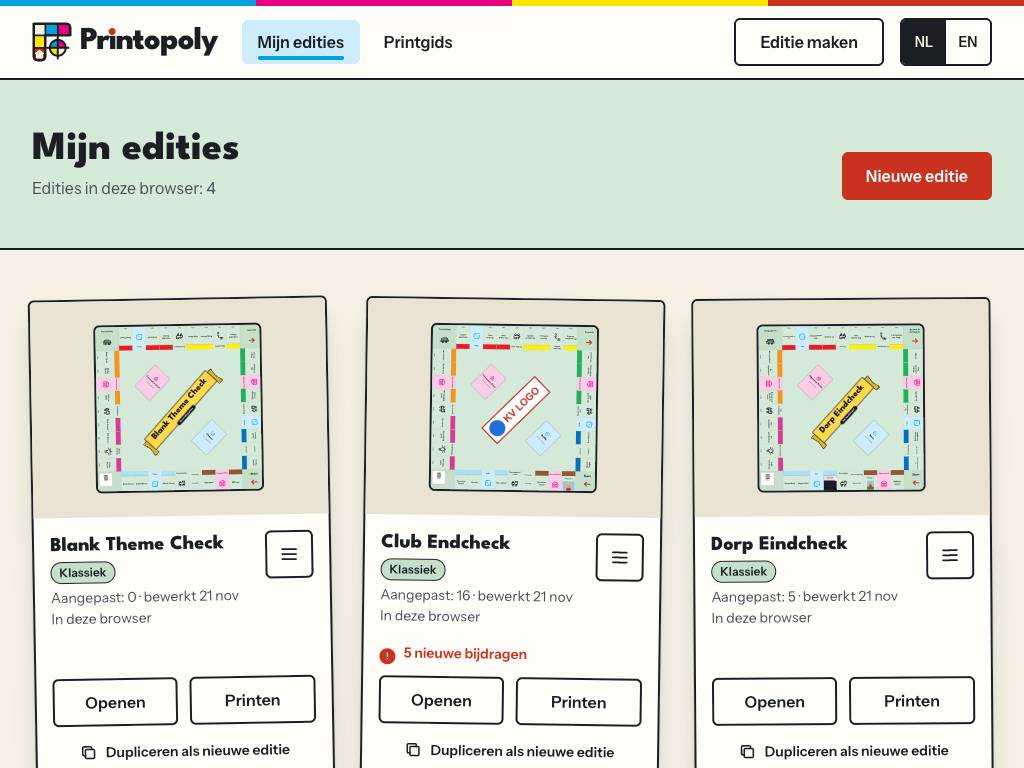 Printopoly
Mijn edities
Printgids
Editie maken
NL
EN
Mijn edities
Edities in deze browser: 4
Nieuwe editie
Blank Theme Check
KV LOGO
Dorp Eindcheck
Blank Theme Check
Klassiek
Aangepast: 0 · bewerkt 21 nov
In deze browser
Openen
Printen
Dupliceren als nieuwe editie
Club Endcheck
Klassiek
Aangepast: 16 · bewerkt 21 nov
In deze browser
5 nieuwe bijdragen
Openen
Printen
Dupliceren als nieuwe editie
Dorp Eindcheck
Klassiek
Aangepast: 5 · bewerkt 21 nov
In deze browser
Openen
Printen
Dupliceren als nieuwe editie